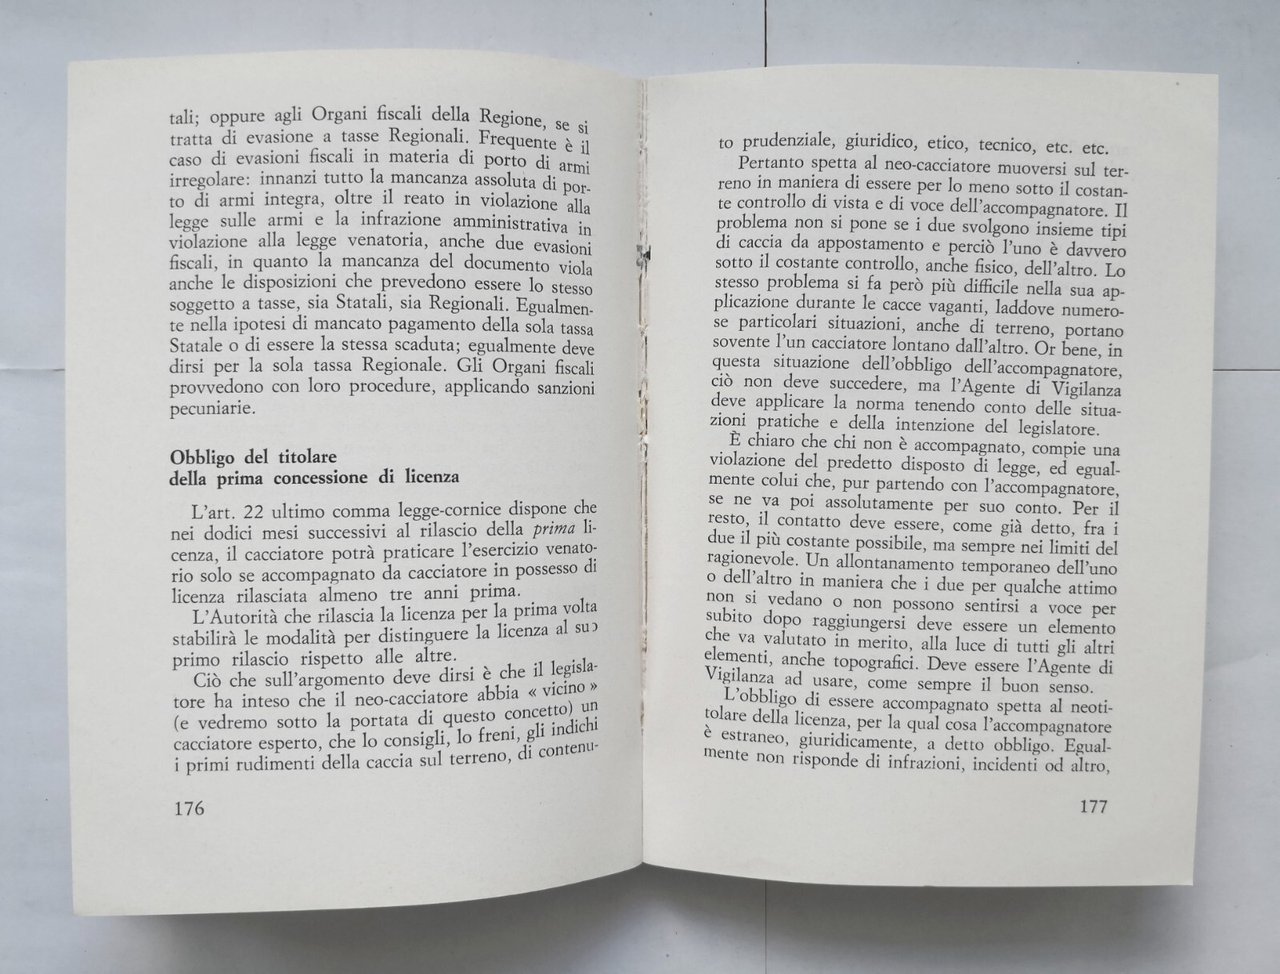 tali; oppure agli Organi fiscali della Regione, se si
tratta di evasione a tasse Regionali. Frequente è il
caso di evasioni fiscali in materia di porto di armi
irregolare: innanzi tutto la mancanza assoluta di por-
to di armi integra, oltre il reato in violazione alla
legge sulle armi e la infrazione amministrativa in
violazione alla legge venatoria, anche due evasioni
fiscali, in quanto la mancanza del documento viola
anche le disposizioni che prevedono essere lo stesso
soggetto a tasse, sia Statali, sia Regionali. Egualmen-
te nella ipotesi di mancato pagamento della sola tassa
Statale o di essere la stessa scaduta; egualmente deve
dirsi per la sola tassa Regionale. Gli Organi fiscali
provvedono con loro procedure, applicando sanzioni
pecuniarie.
Obbligo del titolare
della prima concessione di licenza
L'art. 22 ultimo comma legge-cornice dispone che
nei dodici mesi successivi al rilascio della prima li-
cenza, il cacciatore potrà praticare l'esercizio venato-
rio solo se accompagnato da cacciatore in possesso di
licenza rilasciata almeno tre anni prima.
L'Autorità che rilascia la licenza per la prima volta
stabilirà le modalità per distinguere la licenza al suo
primo rilascio rispetto alle altre.
Ciò che sull'argomento deve dirsi è che il legisla-
tore ha inteso che il neo-cacciatore abbia « vicino »
(e vedremo sotto la portata di questo concetto) un
cacciatore esperto, che lo consigli, lo freni, gli indichi
i primi rudimenti della caccia sul terreno, di contenu-
176
to prudenziale, giuridico, etico, tecnico, etc. etc.
Pertanto spetta al neo-cacciatore muoversi sul ter-
reno in maniera di essere per lo meno sotto il costan-
te controllo di vista e di voce dell'accompagnatore. Il
problema non si pone se i due svolgono insieme tipi
di caccia da appostamento e perciò l'uno è davvero
sotto il costante controllo, anche fisico, dell'altro. Lo
stesso problema si fa però più difficile nella sua ap-
plicazione durante le cacce vaganti, laddove numero-
se particolari situazioni, anche di terreno, portano
sovente l'un cacciatore lontano dall'altro. Or bene, in
questa situazione dell'obbligo dell'accompagnatore,
ciò non deve succedere, ma l'Agente di Vigilanza
deve applicare la norma tenendo conto delle situa-
zioni pratiche e della intenzione del legislatore.
È chiaro che chi non è accompagnato, compie una
violazione del predetto disposto di legge, ed egual-
mente colui che, pur partendo con l'accompagnatore,
se ne va poi assolutamente per suo conto. Per il
resto, il contatto deve essere, come già detto, fra i
due il più costante possibile, ma sempre nei limiti del
ragionevole. Un allontanamento temporaneo dell'uno
o dell'altro in maniera che i due per qualche attimo
non si vedano o non possono sentirsi a voce per
subito dopo raggiungersi deve essere un elemento
che va valutato in merito, alla luce di tutti gli altri
elementi, anche topografici. Deve essere l'Agente di
Vigilanza ad usare, come sempre il buon senso.
L'obbligo di essere accompagnato spetta al neoti-
tolare della licenza, per la qual cosa l'accompagnatore
è estraneo, giuridicamente, a detto obbligo. Egual-
mente non risponde di infrazioni, incidenti od altro,
177